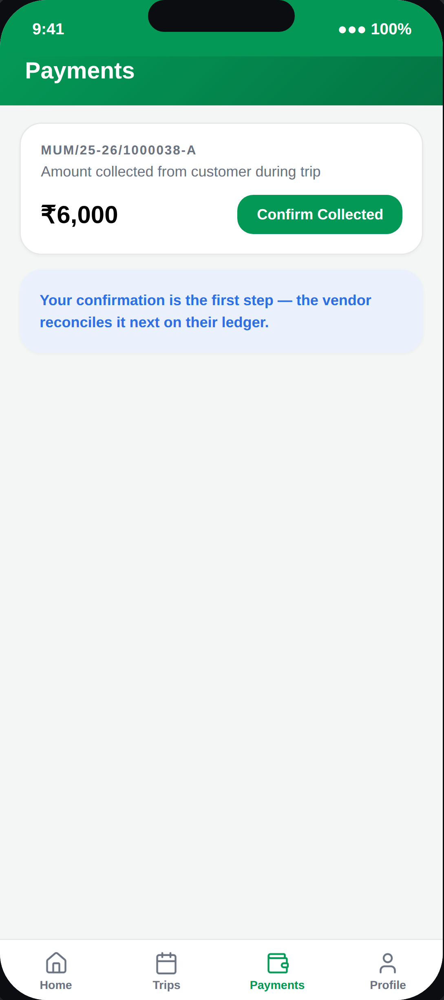 9:41
●●● 100%
Payments
MUM/25-26/1000038-A
Amount collected from customer during trip
₹6,000
Confirm Collected
Your confirmation is the first step — the vendor
reconciles it next on their ledger.
Home
Trips
Payments
Profile